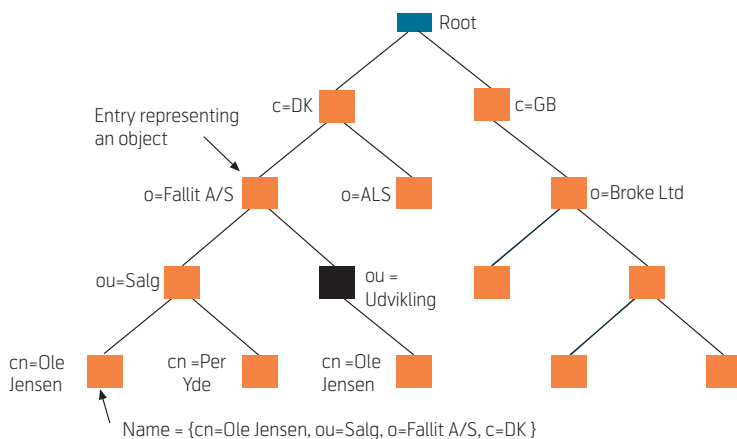 Root
c=DK
c=GB
Entry representing
an object
o=Fallit A/S
o=ALS
o=Broke Ltd
ou=Salg
ou =
Udvikling
cn=Ole
Jensen
cn =Per
Yde
cn =Ole
Jensen
Name = {cn=Ole Jensen, ou=Salg, o=Fallit A/S, c=DK }